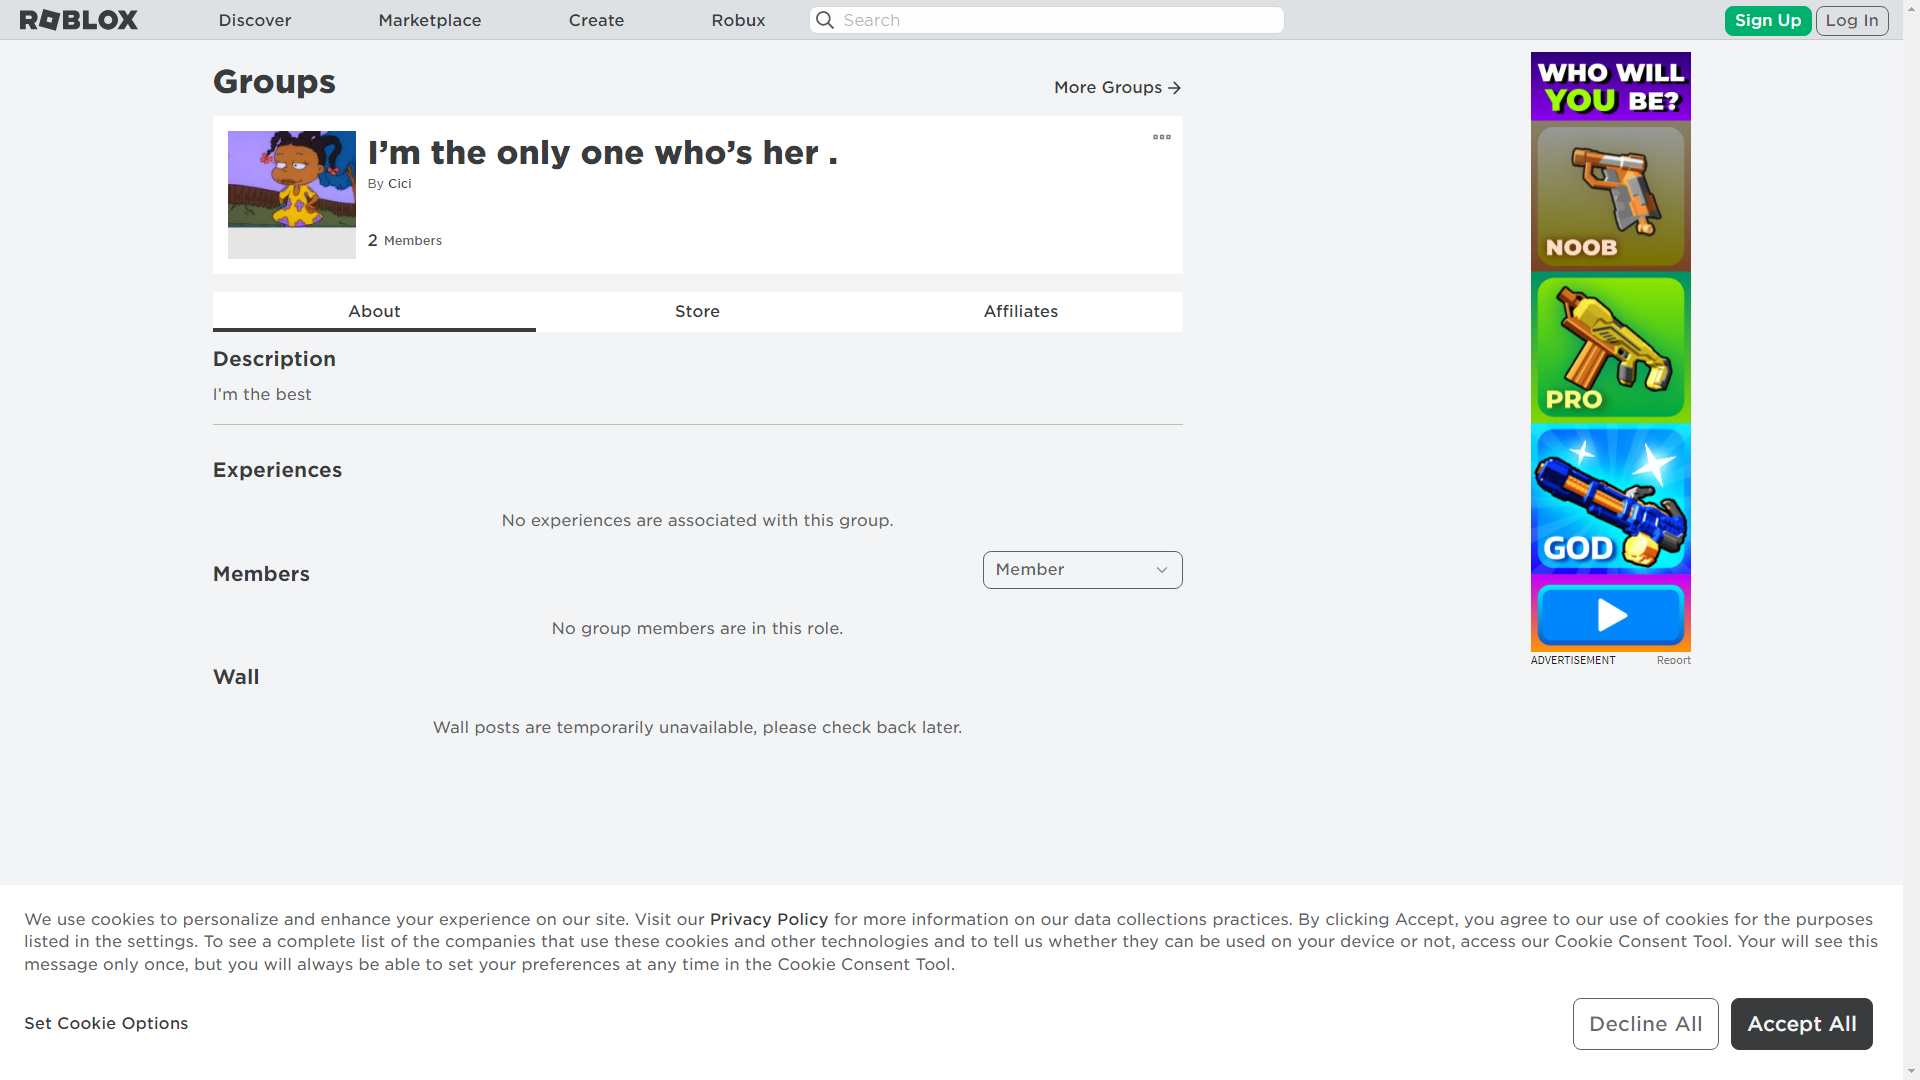 ROBLOX
Discover
Marketplace
Create
Robux
Search
Sign Up
Log In
Groups
More Groups
I’m the only one who’s her .
By Cici
2 Members
About
Store
Affiliates
Description
I’m the best
Experiences
No experiences are associated with this group.
Members
Member
No group members are in this role.
Wall
Wall posts are temporarily unavailable, please check back later.
WHO WILL
YOU BE?
NOOB
PRO
GOD
ADVERTISEMENT
Report
We use cookies to personalize and enhance your experience on our site. Visit our Privacy Policy for more information on our data collections practices. By clicking Accept, you agree to our use of cookies for the purposes
listed in the settings. To see a complete list of the companies that use these cookies and other technologies and to tell us whether they can be used on your device or not, access our Cookie Consent Tool. Your will see this
message only once, but you will always be able to set your preferences at any time in the Cookie Consent Tool.
Set Cookie Options
Decline All
Accept All